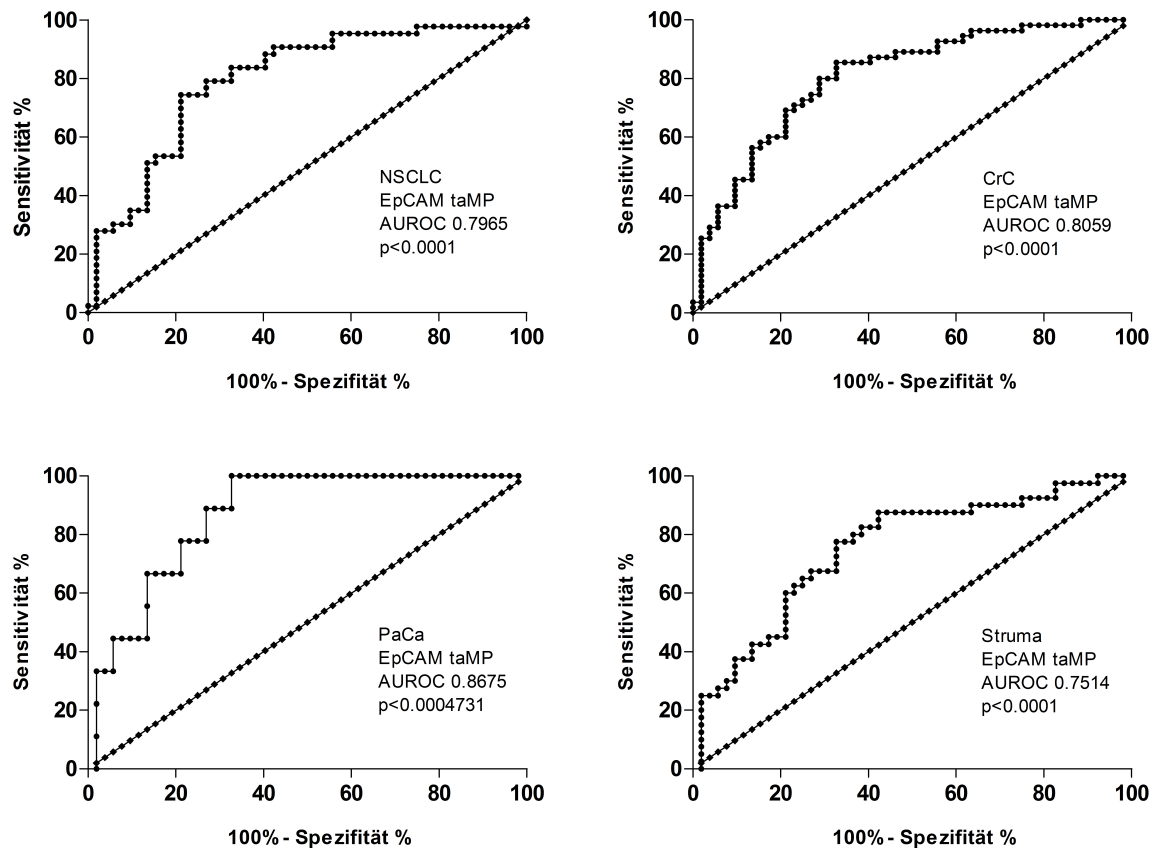 100
80
60
40
20
0
Sensitivität %
NSCLC
EpCAM taMP
AUROC 0.7965
p<0.0001
0 20 40 60 80 100
100% - Spezifität %
100
80
60
40
20
0
Sensitivität %
CrC
EpCAM taMP
AUROC 0.8059
p<0.0001
0 20 40 60 80 100
100% - Spezifität %
100
80
60
40
20
0
Sensitivität %
PaCa
EpCAM taMP
AUROC 0.8675
p<0.0004731
0 20 40 60 80 100
100% - Spezifität %
100
80
60
40
20
0
Sensitivität %
Struma
EpCAM taMP
AUROC 0.7514
p<0.0001
0 20 40 60 80 100
100% - Spezifität %